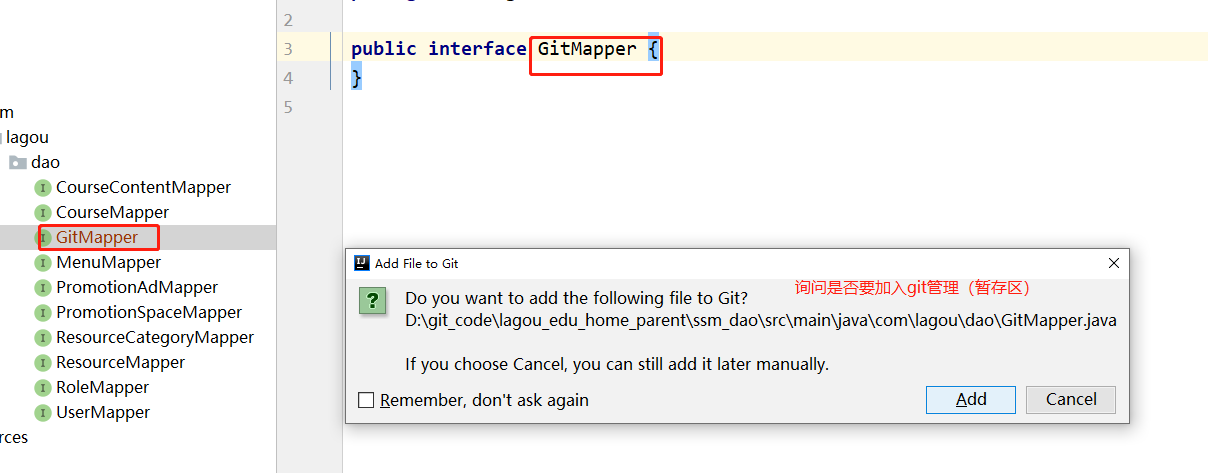 2
3
public interface GitMapper {
4
}
5
m
lagou
dao
CourseContentMapper
CourseMapper
GitMapper
MenuMapper
PromotionAdMapper
PromotionSpaceMapper
ResourceCategoryMapper
ResourceMapper
RoleMapper
UserMapper
rces
Add File to Git
询问是否要加入git管理（暂存区）
Do you want to add the following file to Git?
D:\git_code\lagou_edu_home_parent\ssm_dao\src\main\java\com\lagou\dao\GitMapper.java
If you choose Cancel, you can still add it later manually.
Remember, don't ask again
Add
Cancel